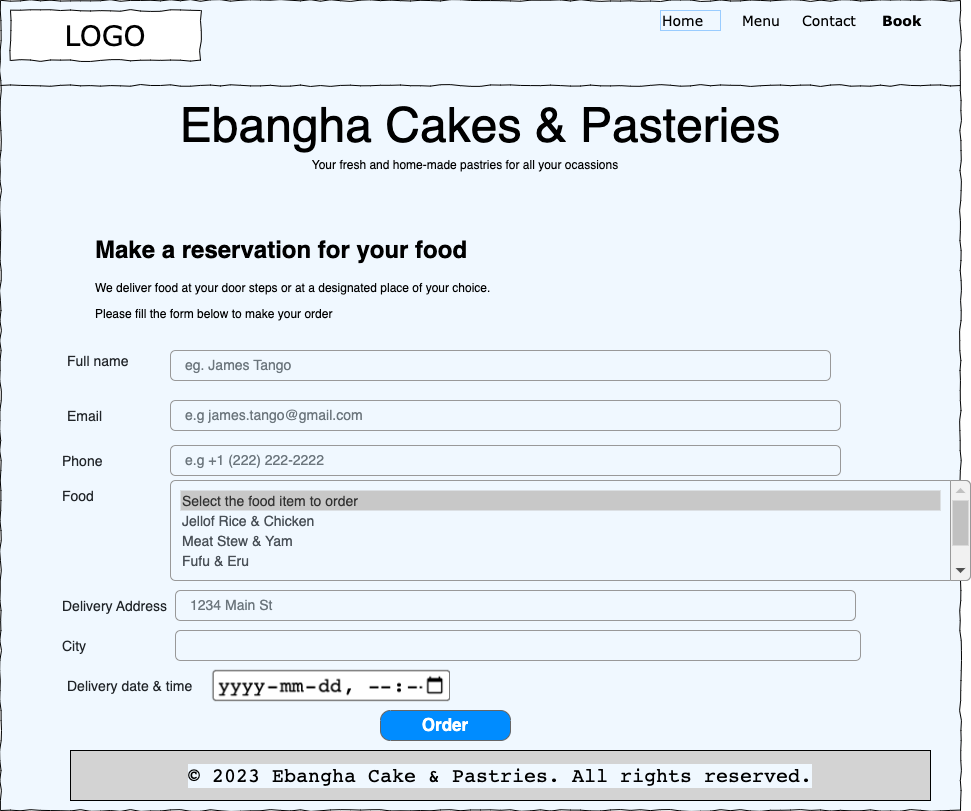 LOGO
Home Menu Contact Book
Ebangha Cakes & Pasteries
Your fresh and home-made pastries for all your ocassions
Make a reservation for your food
We deliver food at your door steps or at a designated place of your choice.
Please fill the form below to make your order
Full name eg. James Tango
Email e.g james.tango@gmail.com
Phone e.g +1 (222) 222-2222
Food Select the food item to order
Jellof Rice & Chicken
Meat Stew & Yam
Fufu & Eru
Delivery Address 1234 Main St
City
Delivery date & time yyyy-mm-dd, --:--
Order
© 2023 Ebangha Cake & Pastries. All rights reserved.